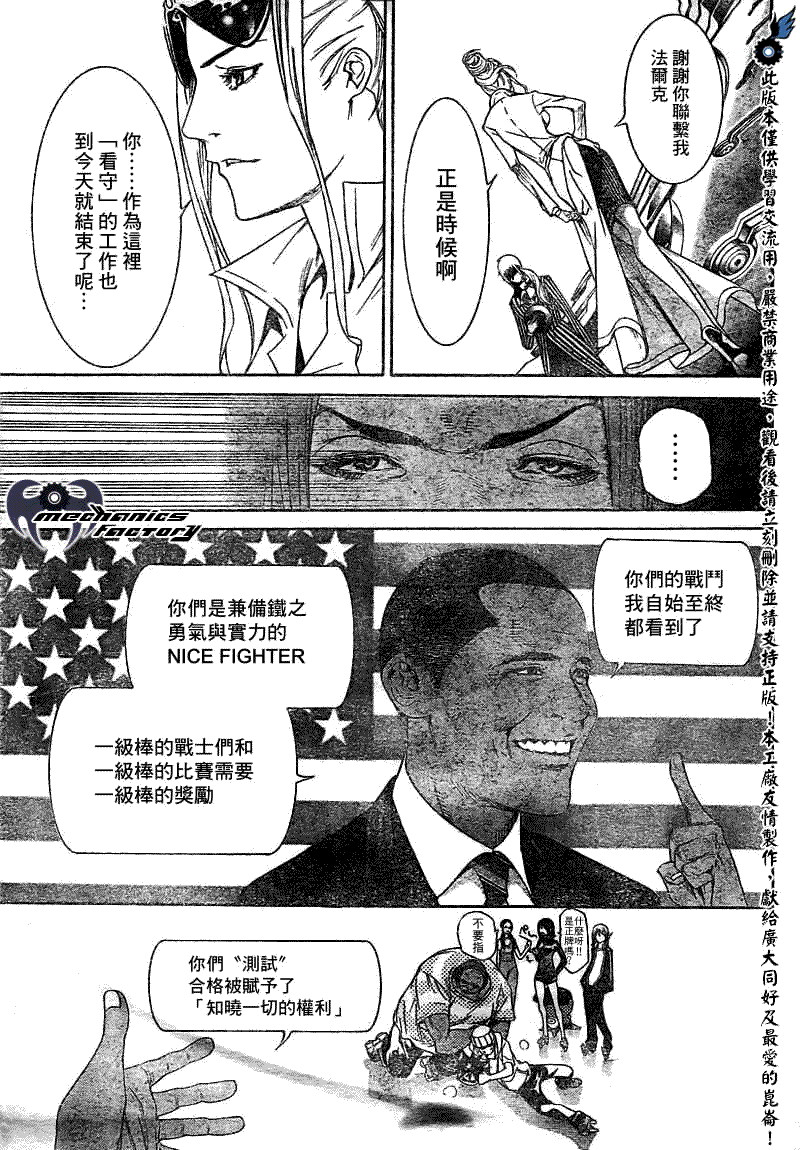 謝謝你聯繫我
法爾克
正是時候啊
你……作為這裡
「看守」的工作也
到今天就結束了呢…
……
mechanics
factory
你們的戰鬥
我自始至終
都看到了
你們是兼備鐵之
勇氣與實力的
NICE FIGHTER
一級棒的戰士們和
一級棒的比賽需要
一級棒的獎勵
什麼呀!!
是正牌嗎?
不要指
你們〝測試〞
合格被賦予了
「知曉一切的權利」
此版本僅供學習交流用，嚴禁商業用途，觀看後請立刻刪除並請支持正版！本工廠友情製作，獻給廣大同好及最愛的崑崙！